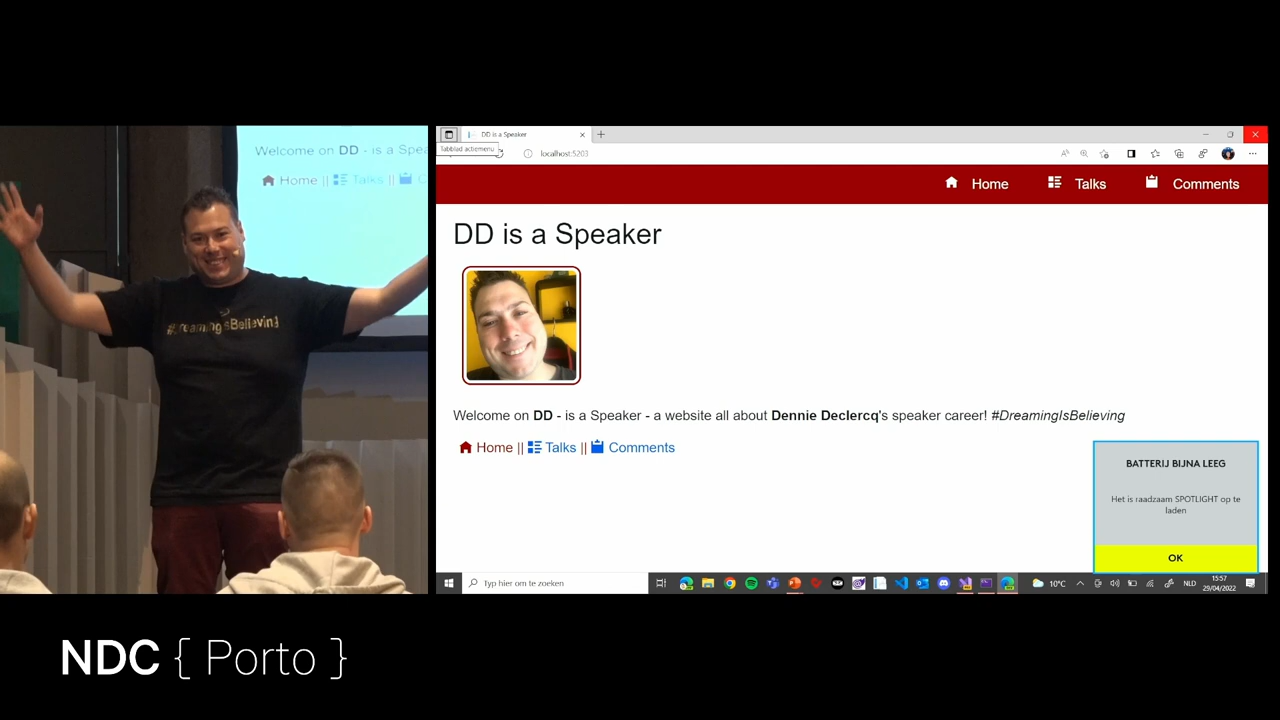 Welcome on DD - is a Spea
Home || Talks || C
#DreamingIsBelieving
DD is a Speaker
Tabblad actiemenu
localhost:5203
Home
Talks
Comments
DD is a Speaker
Welcome on DD - is a Speaker - a website all about Dennie Declercq's speaker career! #DreamingIsBelieving
Home || Talks || Comments
BATTERIJ BIJNA LEEG
Het is raadzaam SPOTLIGHT op te
laden
OK
Typ hier om te zoeken
10°C
NLD
15:57
29/04/2022
NDC { Porto }